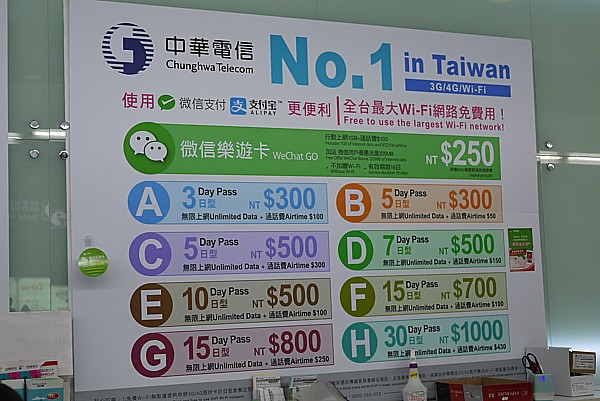 中華電信
Chunghwa Telecom
No.1 in Taiwan
3G/4G/Wi-Fi
使用 微信支付 支付宝 ALIPAY 更便利
全台最大Wi-Fi網路免費用!
Free to use the largest Wi-Fi network!
微信樂遊卡 WeChat GO
行動上網1GB+通話費$100
NT $250
A 3 Day Pass 日型 NT $300
無限上網Unlimited Data + 通話費Airtime $100
B 5 Day Pass 日型 NT $300
無限上網Unlimited Data + 通話費Airtime $50
C 5 Day Pass 日型 NT $500
無限上網Unlimited Data + 通話費Airtime $300
D 7 Day Pass 日型 NT $500
無限上網Unlimited Data + 通話費Airtime $150
E 10 Day Pass 日型 NT $500
無限上網Unlimited Data + 通話費Airtime $100
F 15 Day Pass 日型 NT $700
無限上網Unlimited Data + 通話費Airtime $100
G 15 Day Pass 日型 NT $800
無限上網Unlimited Data + 通話費Airtime $250
H 30 Day Pass 日型 NT $1000
無限上網Unlimited Data + 通話費Airtime $430